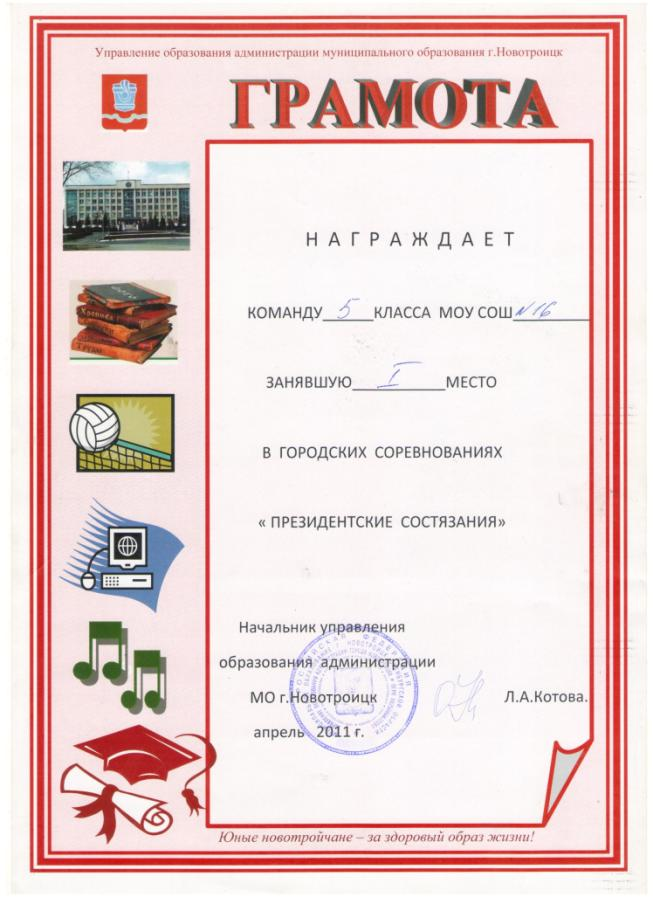 Управление образования администрации муниципального образования г.Новотроицк
ГРАМОТА
НАГРАЖДАЕТ
КОМАНДУ 5 КЛАССА МОУ СОШ №16
ЗАНЯВШУЮ I МЕСТО
В ГОРОДСКИХ СОРЕВНОВАНИЯХ
« ПРЕЗИДЕНТСКИЕ СОСТЯЗАНИЯ»
Начальник управления
образования администрации
МО г.Новотроицк Л.А.Котова.
апрель 2011 г.
Юные новотройчане – за здоровый образ жизни!